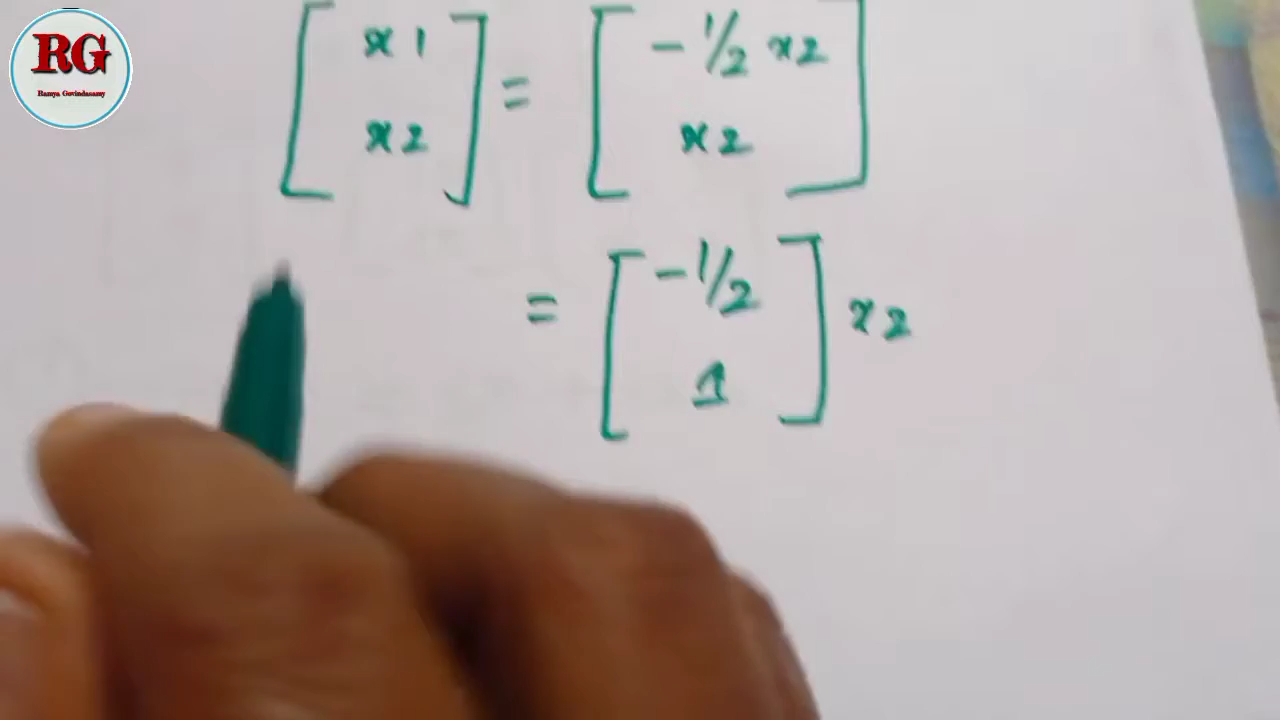 RG
Ramya Govindasamy
[ x1
x2 ] = [ -1/2 x2
x2 ]
= [ -1/2
1 ] x2